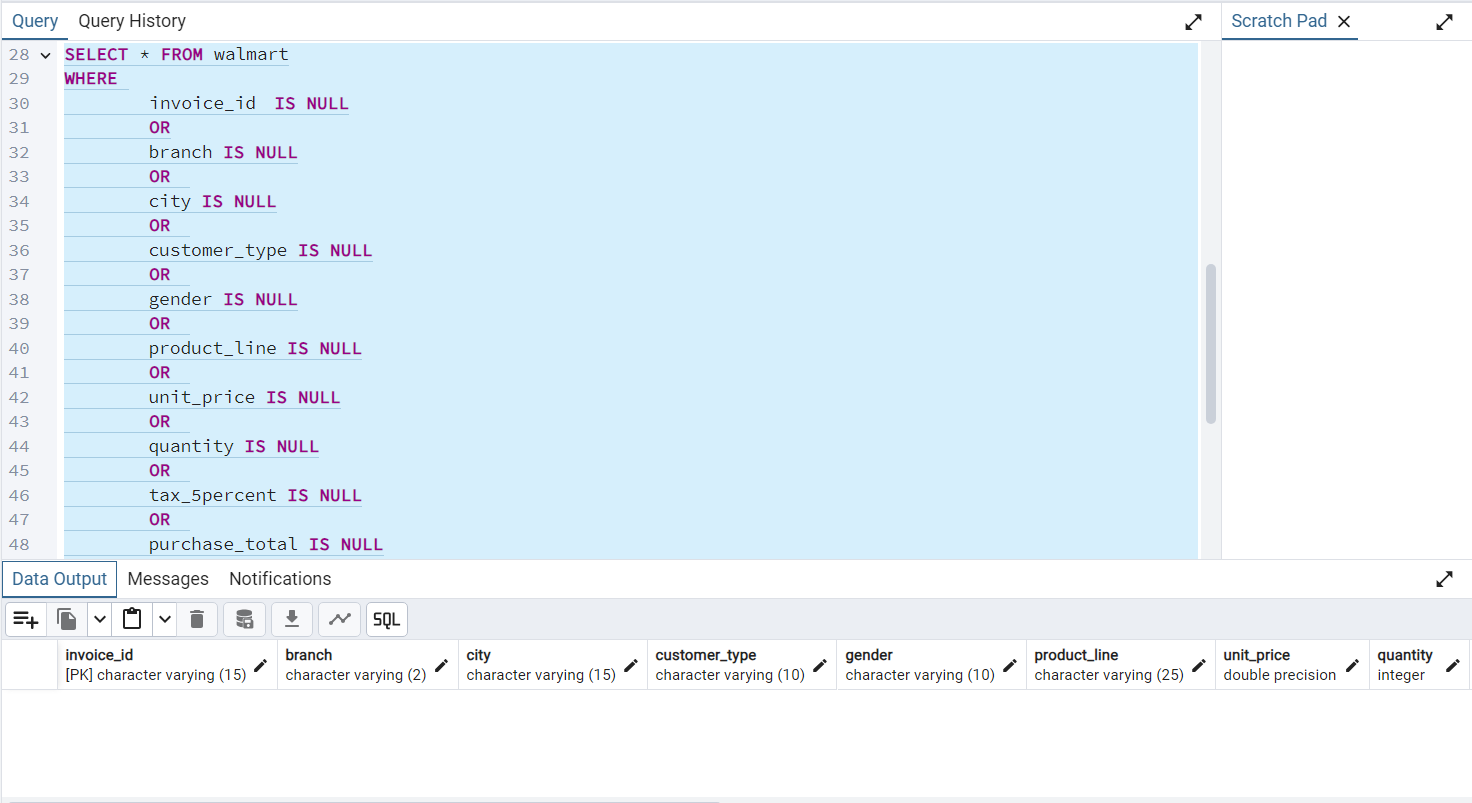 Query Query History Scratch Pad
28 SELECT * FROM walmart
29 WHERE
30 invoice_id IS NULL
31 OR
32 branch IS NULL
33 OR
34 city IS NULL
35 OR
36 customer_type IS NULL
37 OR
38 gender IS NULL
39 OR
40 product_line IS NULL
41 OR
42 unit_price IS NULL
43 OR
44 quantity IS NULL
45 OR
46 tax_5percent IS NULL
47 OR
48 purchase_total IS NULL
Data Output Messages Notifications
SQL
invoice_id branch city customer_type gender product_line unit_price quantity
[PK] character varying (15) character varying (2) character varying (15) character varying (10) character varying (10) character varying (25) double precision integer